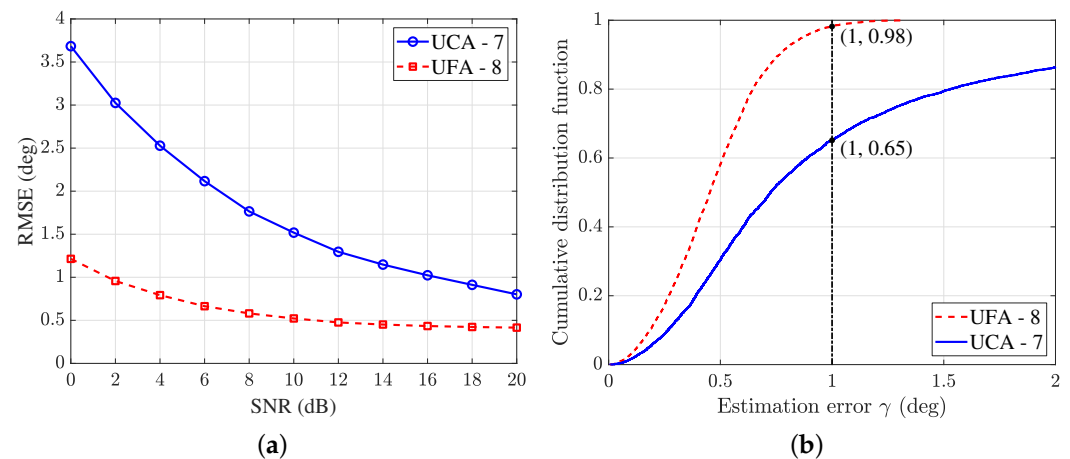 4
3.5
3
2.5
2
1.5
1
0.5
0
0 2 4 6 8 10 12 14 16 18 20
RMSE (deg)
SNR (dB)
UCA - 7
UFA - 8
(a)
1
0.8
0.6
0.4
0.2
0
0 0.5 1 1.5 2
Cumulative distribution function
Estimation error γ (deg)
(1, 0.98)
(1, 0.65)
UFA - 8
UCA - 7
(b)